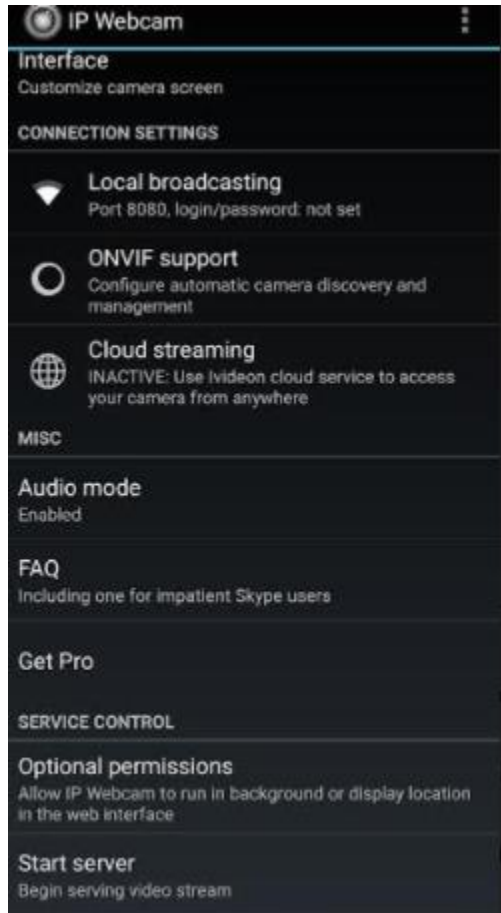 IP Webcam
Interface
Customize camera screen
CONNECTION SETTINGS
Local broadcasting
Port 8080, login/password: not set
ONVIF support
Configure automatic camera discovery and
management
Cloud streaming
INACTIVE: Use Ivideon cloud service to access
your camera from anywhere
MISC
Audio mode
Enabled
FAQ
Including one for impatient Skype users
Get Pro
SERVICE CONTROL
Optional permissions
Allow IP Webcam to run in background or display location
in the web interface
Start server
Begin serving video stream